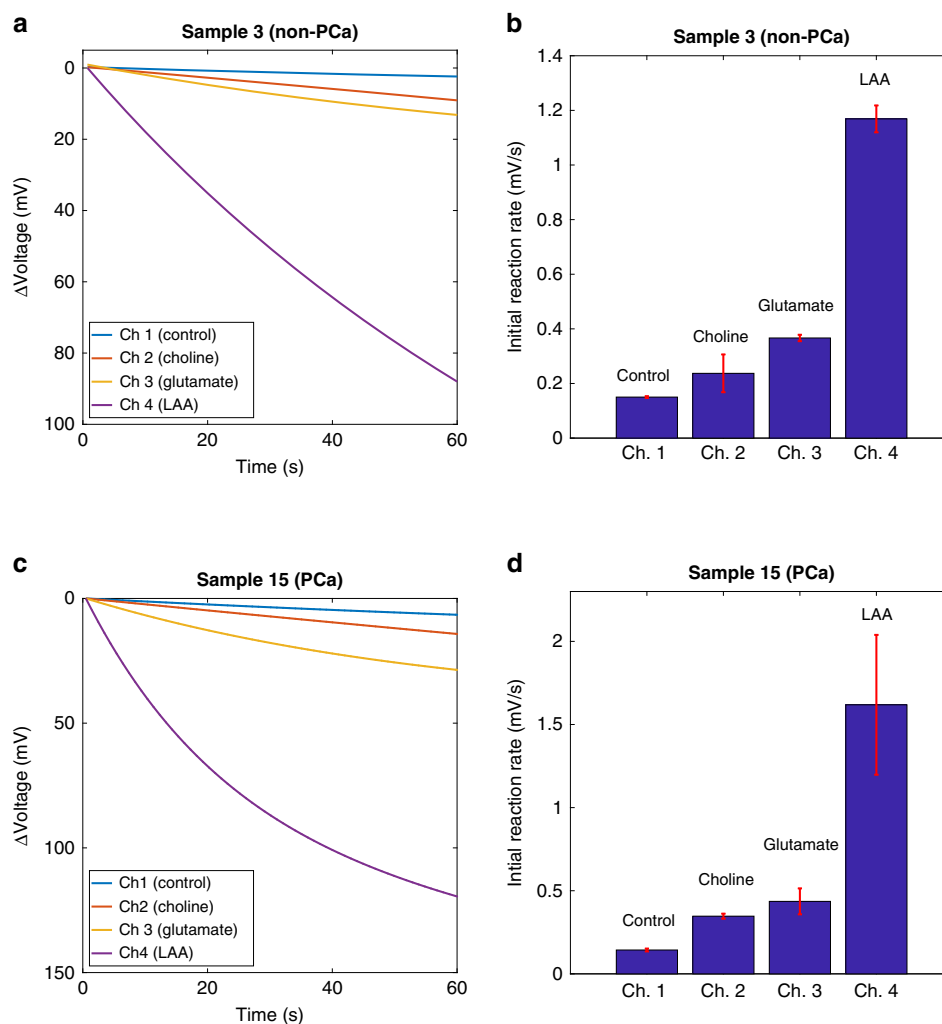 a
Sample 3 (non-PCa)
0
20
40
60
80
100
ΔVoltage (mV)
Ch 1 (control)
Ch 2 (choline)
Ch 3 (glutamate)
Ch 4 (LAA)
0
20
40
60
Time (s)
b
Sample 3 (non-PCa)
1.4
1.2
1
0.8
0.6
0.4
0.2
0
Initial reaction rate (mV/s)
LAA
Glutamate
Choline
Control
Ch. 1
Ch. 2
Ch. 3
Ch. 4
c
Sample 15 (PCa)
0
50
100
150
ΔVoltage (mV)
Ch1 (control)
Ch2 (choline)
Ch 3 (glutamate)
Ch4 (LAA)
0
20
40
60
Time (s)
d
Sample 15 (PCa)
2
1.5
1
0.5
0
Intial reaction rate (mV/s)
LAA
Glutamate
Choline
Control
Ch. 1
Ch. 2
Ch. 3
Ch. 4